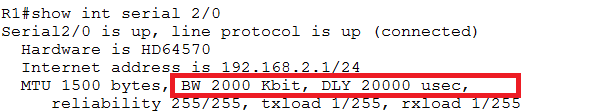 R1#show int serial 2/0
Serial2/0 is up, line protocol is up (connected)
Hardware is HD64570
Internet address is 192.168.2.1/24
MTU 1500 bytes, BW 2000 Kbit, DLY 20000 usec,
reliability 255/255, txload 1/255, rxload 1/255